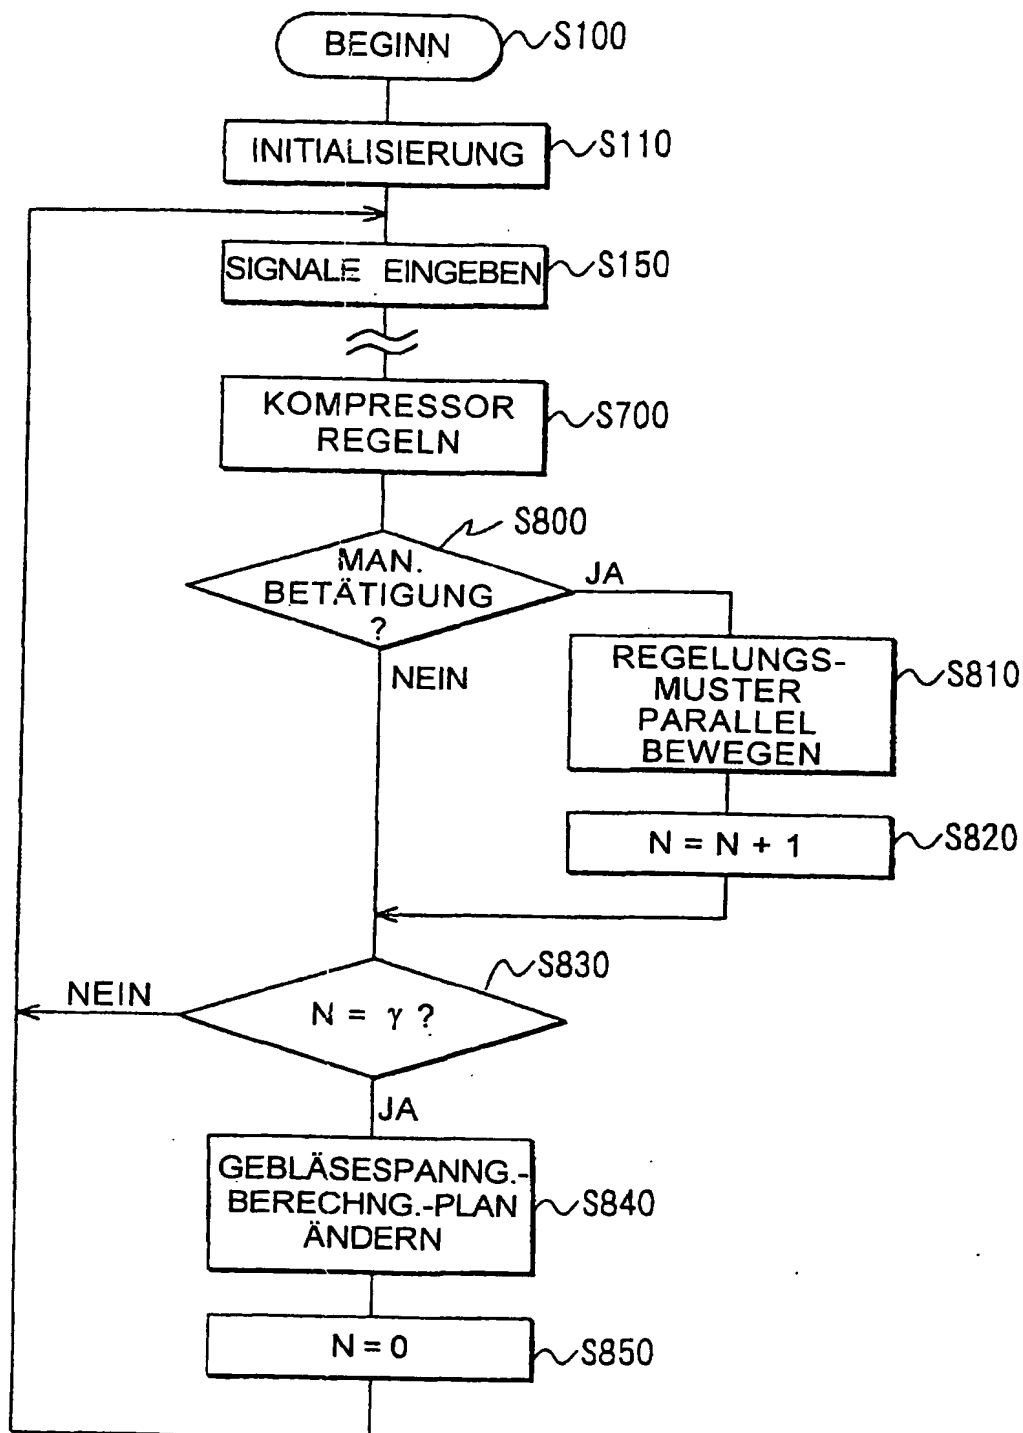 BEGINN
S100
INITIALISIERUNG
S110
SIGNALE EINGEBEN
S150
KOMPRESSOR
REGELN
S700
S800
MAN.
BETÄTIGUNG
?
JA
NEIN
REGELUNGS-
MUSTER
PARALLEL
BEWEGEN
S810
N = N + 1
S820
S830
NEIN
N = γ ?
JA
GEBLÄSESPANNG.-
BERECHNG.-PLAN
ÄNDERN
S840
N = 0
S850